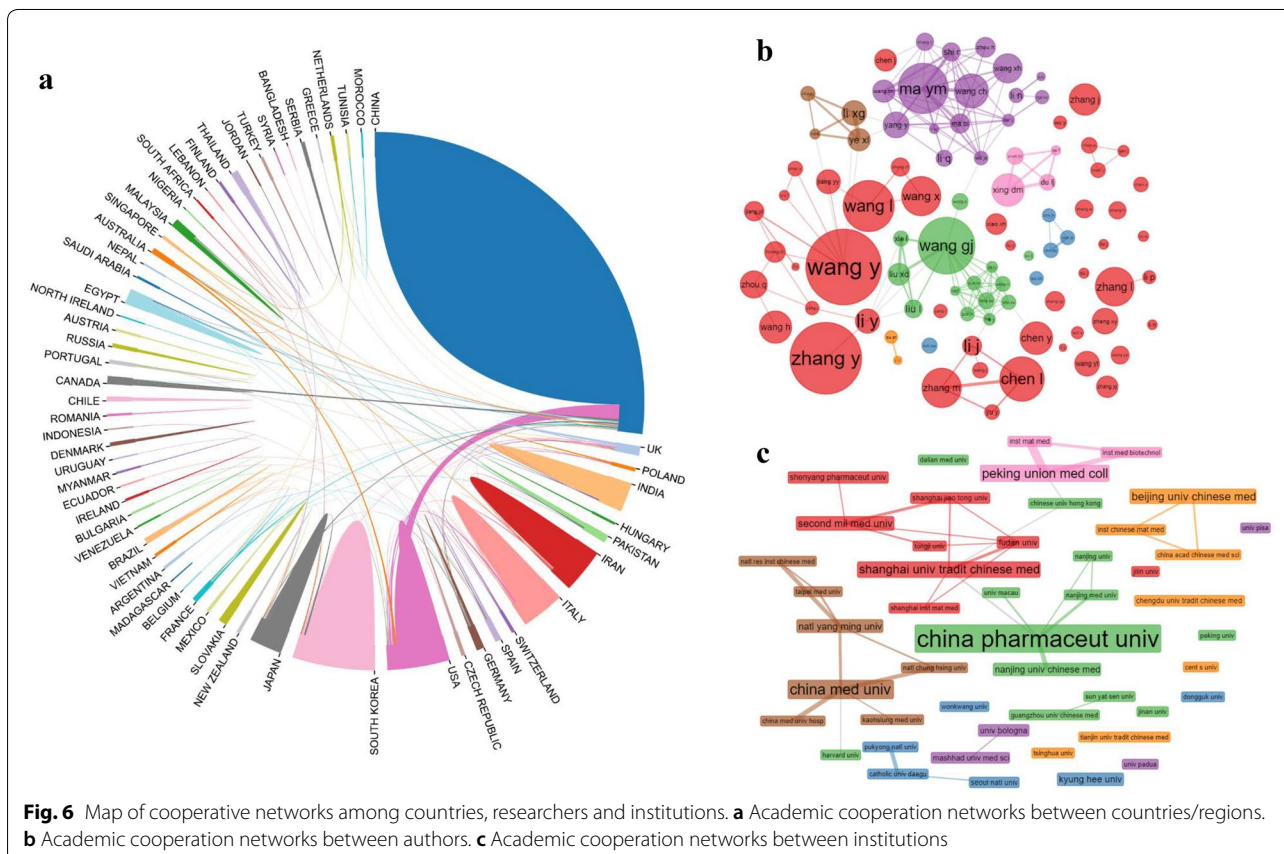 a
CHINA
MOROCCO
TUNISIA
NETHERLANDS
GREECE
SERBIA
BANGLADESH
SYRIA
TURKEY
JORDAN
THAILAND
FINLAND
LEBANON
SOUTH AFRICA
NIGERIA
MALAYSIA
SINGAPORE
AUSTRALIA
NEPAL
SAUDI ARABIA
EGYPT
NORTH IRELAND
AUSTRIA
RUSSIA
PORTUGAL
CANADA
CHILE
ROMANIA
INDONESIA
DENMARK
URUGUAY
MYANMAR
ECUADOR
IRELAND
BULGARIA
VENEZUELA
BRAZIL
VIETNAM
ARGENTINA
MADAGASCAR
BELGIUM
FRANCE
MEXICO
SLOVAKIA
NEW ZEALAND
JAPAN
SOUTH KOREA
USA
CZECH REPUBLIC
GERMANY
SPAIN
SWITZERLAND
ITALY
IRAN
PAKISTAN
HUNGARY
INDIA
POLAND
UK
b
chen j
shi r
zhou h
wang xh
ma ym
wang ch
li n
yang y
ma bl
li q
li xg
ye xl
zhang j
xing dm
du lj
jiang yy
wang l
wang x
wang y
wang gj
xie l
liu xd
liu l
zhou q
wang h
li y
zhang y
chen y
li j
zhang m
chen l
yu y
zhang l
li p
zhang xy
wang yt
zhang yj
xiao xh
c
inst mat med
inst med biotechnol
dalian med univ
peking union med coll
shenyang pharmaceut univ
chinese univ hong kong
shanghai jiao tong univ
beijing univ chinese med
second mil med univ
univ pisa
inst chinese mat med
tongji univ
fudan univ
china acad chinese med sci
nanjing univ
natl res inst chinese med
shanghai univ tradit chinese med
jilin univ
taipei med univ
univ macau
nanjing med univ
chengdu univ tradit chinese med
shanghai inst mat med
natl yang ming univ
china pharmaceut univ
peking univ
natl chung hsing univ
nanjing univ chinese med
cent s univ
china med univ
sun yat sen univ
dongguk univ
wonkwang univ
guangzhou univ chinese med
jinan univ
china med univ hosp
kaohsiung med univ
univ bologna
tianjin univ tradit chinese med
pukyong natl univ
harvard univ
mashhad univ med sci
tsinghua univ
univ padua
catholic univ daegu
seoul natl univ
kyung hee univ
Fig. 6 Map of cooperative networks among countries, researchers and institutions. a Academic cooperation networks between countries/regions.
b Academic cooperation networks between authors. c Academic cooperation networks between institutions